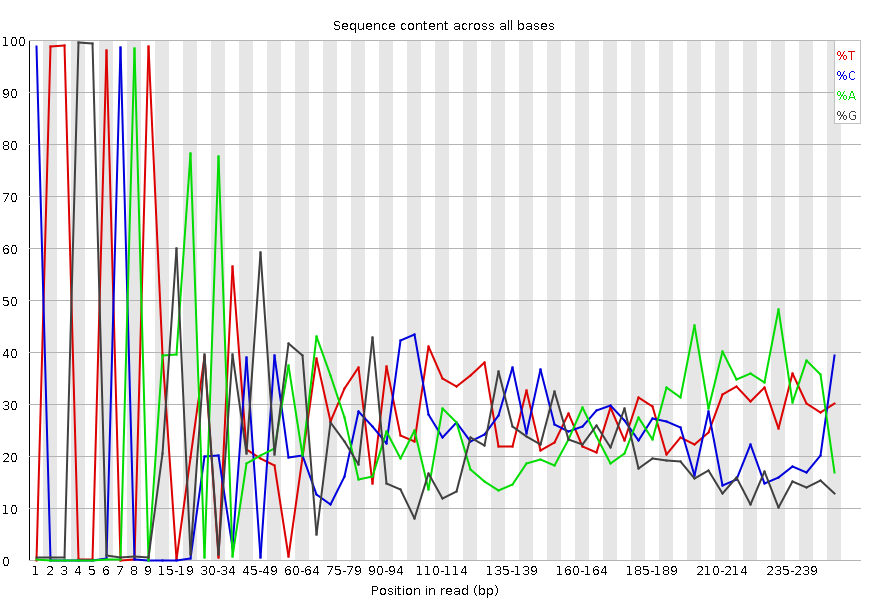 Sequence content across all bases
%T
%C
%A
%G
100
90
80
70
60
50
40
30
20
10
0
1 2 3 4 5 6 7 8 9 15-19 30-34 45-49 60-64 75-79 90-94 110-114 135-139 160-164 185-189 210-214 235-239
Position in read (bp)